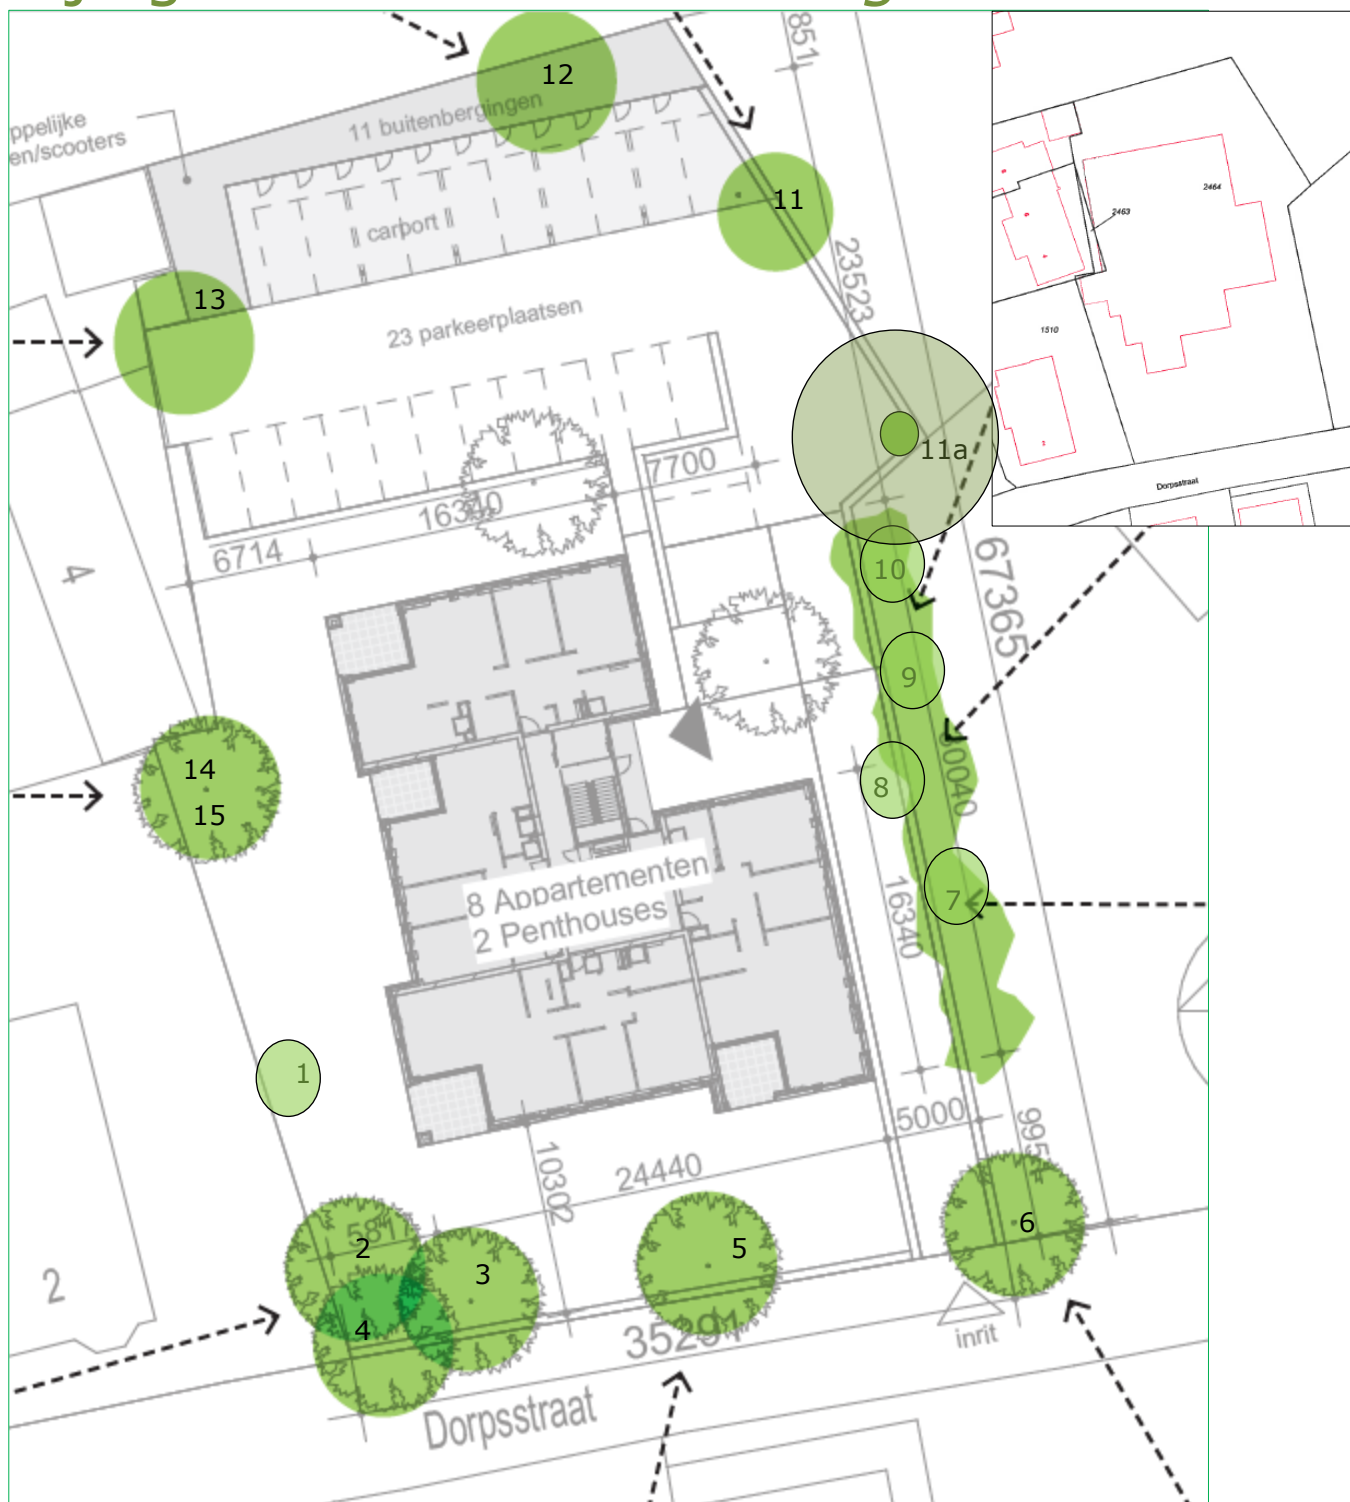 12
851
11 buitenbergingen
ppelijke
en/scooters
carport
11
13
23 parkeerplaatsen
23523
2464
2463
1510
Dorpsstraat
11a
7700
16340
6714
4
10
67365
9
14
15
8
8 Appartementen
2 Penthouses
7
16340
1
5000
24440
10302
2
3
5
6
4
2
inrit
35291
Dorpsstraat